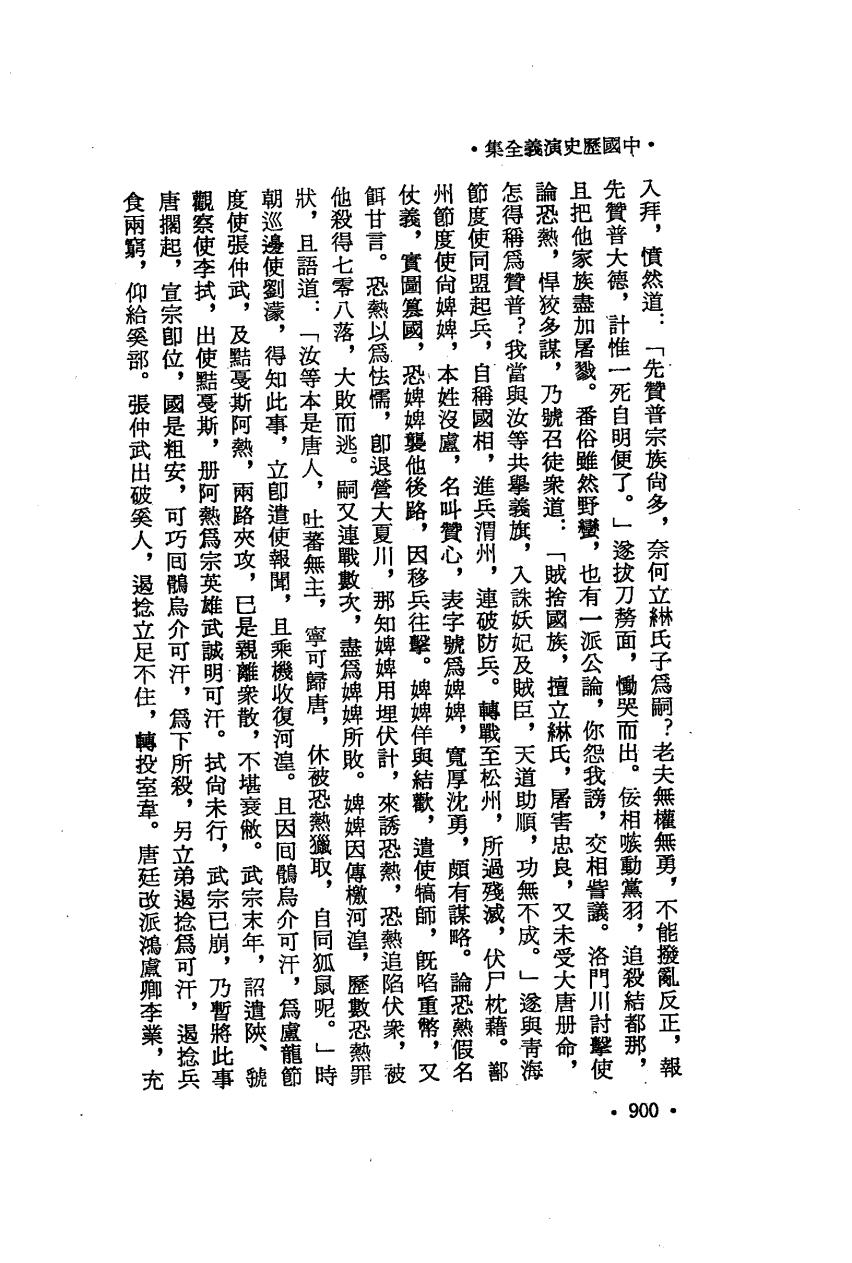 •中國歷史演義全集•
入拜，憤然道：「先贊普宗族尚多，奈何立綝氏子爲嗣？老夫無權無勇，不能撥亂反正，報
先贊普大德，計惟一死自明便了。」遂拔刀剺面，慟哭而出。佞相嗾動黨羽，追殺結都那，
且把他家族盡加屠戮。番俗雖然野蠻，也有一派公論，你怨我謗，交相訾議。洛門川討擊使
論恐熱，悍狡多謀，乃號召徒衆道：「賊捨國族，擅立綝氏，屠害忠良，又未受大唐册命，
怎得稱爲贊普？我當與汝等共舉義旗，入誅妖妃及賊臣，天道助順，功無不成。」遂與靑海
節度使同盟起兵，自稱國相，進兵渭州，連破防兵。轉戰至松州，所過殘滅，伏尸枕藉。鄯
州節度使尙婢婢，本姓沒盧，名叫贊心，表字號爲婢婢，寬厚沈勇，頗有謀略。論恐熱假名
仗義，實圖篡國，恐婢婢襲他後路，因移兵往擊。婢婢佯與結歡，遣使犒師，旣啗重幣，又
餌甘言。恐熱以爲怯懦，卽退營大夏川，那知婢婢用埋伏計，來誘恐熱，恐熱追陷伏衆，被
他殺得七零八落，大敗而逃。嗣又連戰數次，盡爲婢婢所敗。婢婢因傳檄河湟，歷數恐熱罪
狀，且語道：「汝等本是唐人，吐蕃無主，寧可歸唐，休被恐熱獵取，自同狐鼠呢。」時
朝巡邊使劉濛，得知此事，立卽遣使報聞，且乘機收復河湟。且因回鶻烏介可汗，爲盧龍節
度使張仲武，及黠戞斯阿熱，兩路夾攻，已是親離衆散，不堪衰敝。武宗末年，詔遣陝、虢
觀察使李拭，出使黠戞斯，册阿熱爲宗英雄武誠明可汗。拭尙未行，武宗已崩，乃暫將此事
唐擱起，宣宗卽位，國是粗安，可巧回鶻烏介可汗，爲下所殺，另立弟遏捻爲可汗，遏捻兵
食兩窮，仰給奚部。張仲武出破奚人，遏捻立足不住，轉投室韋。唐廷改派鴻盧卿李業，充
•900•